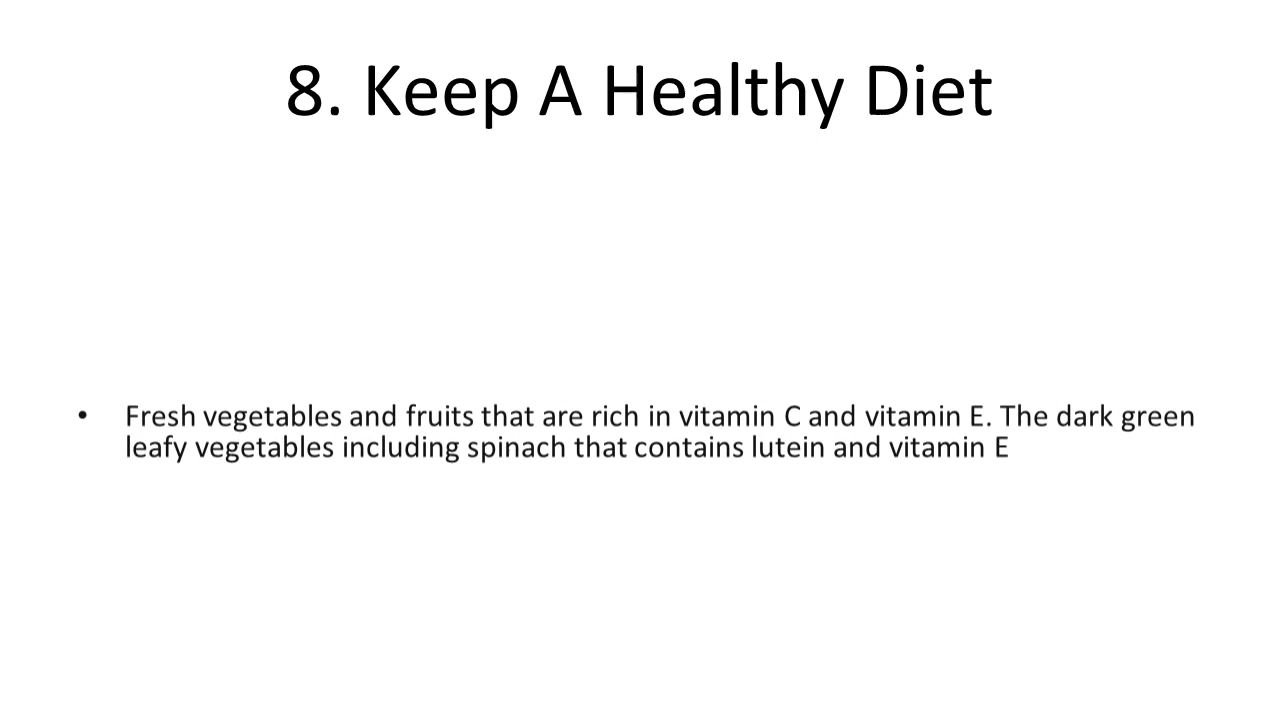 8. Keep A Healthy Diet
• Fresh vegetables and fruits that are rich in vitamin C and vitamin E. The dark green
leafy vegetables including spinach that contains lutein and vitamin E